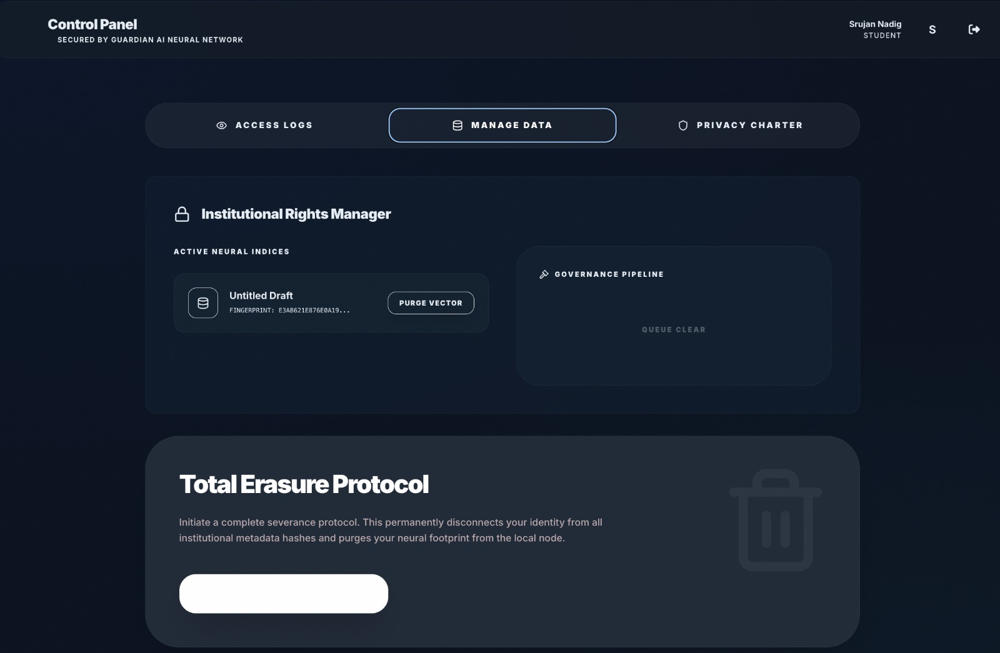 Control Panel
SECURED BY GUARDIAN AI NEURAL NETWORK
Srujan Nadig
STUDENT
S
ACCESS LOGS
MANAGE DATA
PRIVACY CHARTER
Institutional Rights Manager
ACTIVE NEURAL INDICES
Untitled Draft
FINGERPRINT: E3AB621E876E0A19...
PURGE VECTOR
GOVERNANCE PIPELINE
QUEUE CLEAR
Total Erasure Protocol
Initiate a complete severance protocol. This permanently disconnects your identity from all
institutional metadata hashes and purges your neural footprint from the local node.